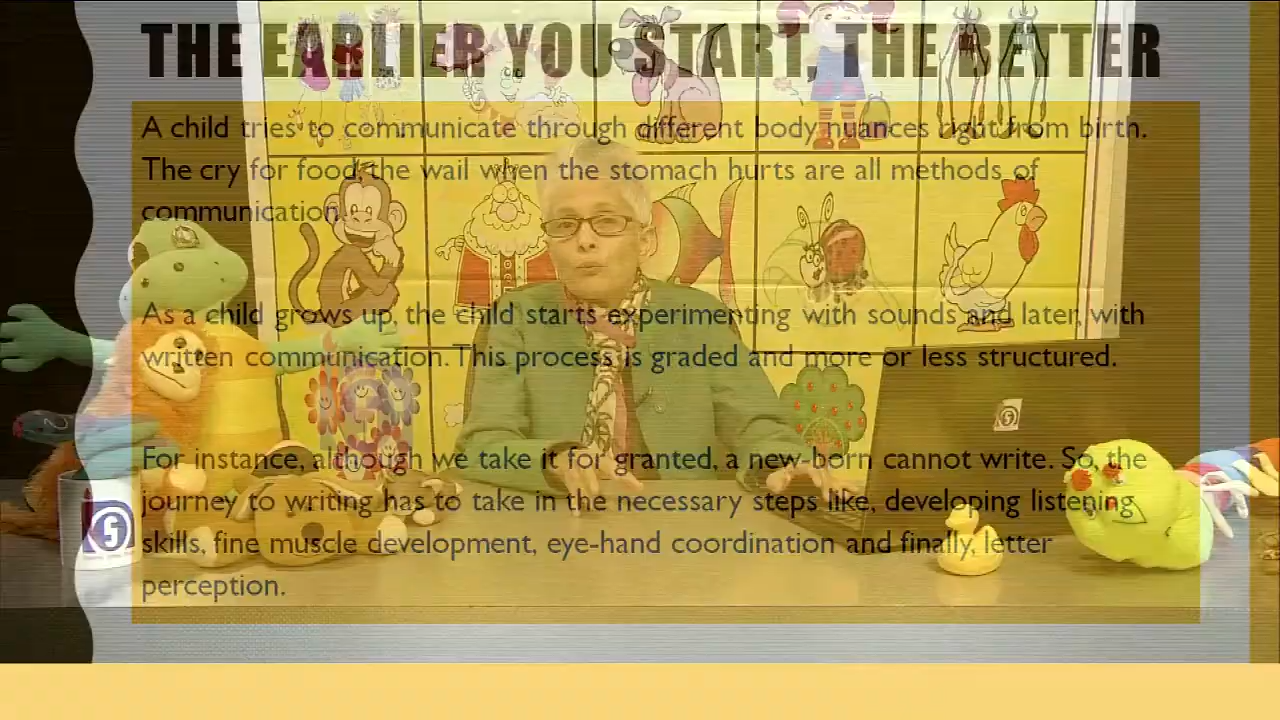 THE EARLIER YOU START, THE BETTER
A child tries to communicate through different body nuances right from birth.
The cry for food, the wail when the stomach hurts are all methods of
communication.
As a child grows up, the child starts experimenting with sounds and later, with
written communication. This process is graded and more or less structured.
For instance, although we take it for granted, a new-born cannot write. So, the
journey to writing has to take in the necessary steps like, developing listening
skills, fine muscle development, eye-hand coordination and finally, letter
perception.